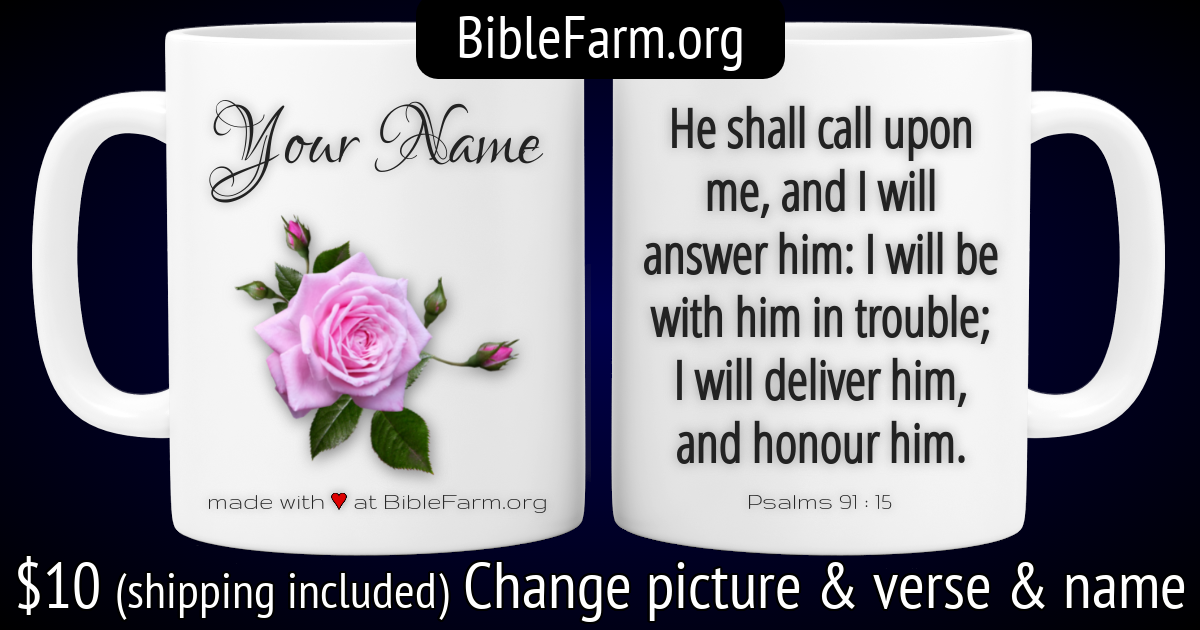 BibleFarm.org
Your Name
made with ♥ at BibleFarm.org
He shall call upon
me, and I will
answer him: I will be
with him in trouble;
I will deliver him,
and honour him.
Psalms 91 : 15
$10 (shipping included) Change picture & verse & name